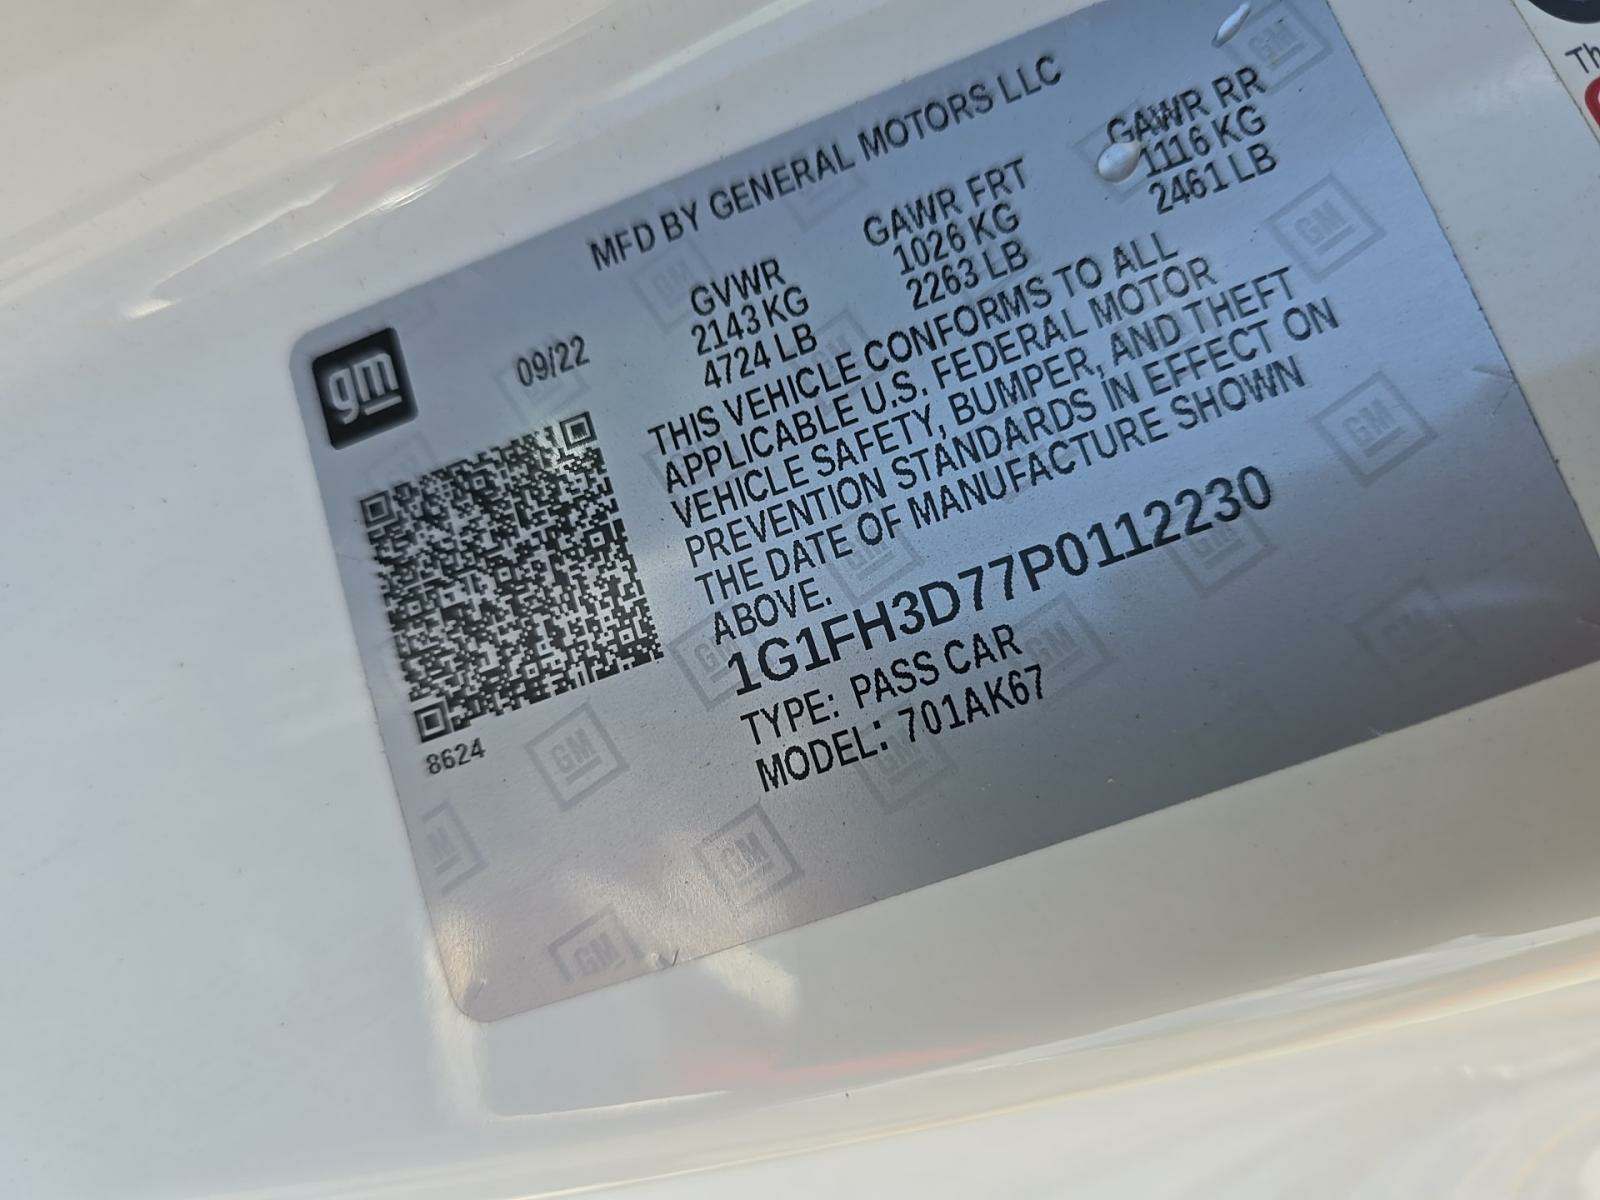 gm
MFD BY GENERAL MOTORS LLC
09/22
GVWR GAWR FRT GAWR RR
2143 KG 1026 KG 1116 KG
4724 LB 2263 LB 2461 LB
THIS VEHICLE CONFORMS TO ALL
APPLICABLE U.S. FEDERAL MOTOR
VEHICLE SAFETY, BUMPER, AND THEFT
PREVENTION STANDARDS IN EFFECT ON
THE DATE OF MANUFACTURE SHOWN
ABOVE.
1G1FH3D77P0112230
TYPE: PASS CAR
MODEL: 701AK67
8624